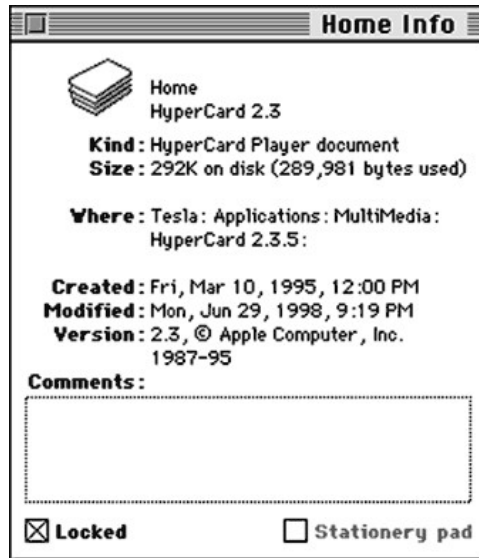 Home Info
Home
HyperCard 2.3
Kind: HyperCard Player document
Size: 292K on disk (289,981 bytes used)
Where: Tesla: Applications: MultiMedia:
HyperCard 2.3.5:
Created: Fri, Mar 10, 1995, 12:00 PM
Modified: Mon, Jun 29, 1998, 9:19 PM
Version: 2.3, © Apple Computer, Inc.
1987-95
Comments:
Locked Stationery pad